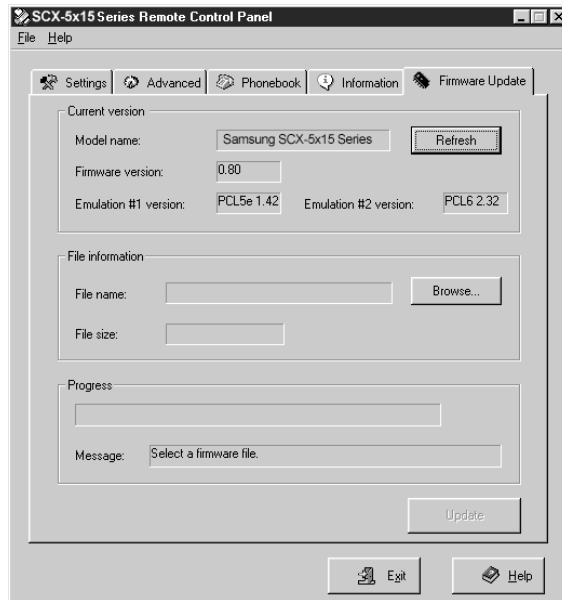 SCX-5x15 Series Remote Control Panel
File Help
Settings Advanced Phonebook Information Firmware Update
Current version
Model name: Samsung SCX-5x15 Series Refresh
Firmware version: 0.80
Emulation #1 version: PCL5e 1.42 Emulation #2 version: PCL6 2.32
File information
File name: Browse...
File size:
Progress
Message: Select a firmware file.
Update
Exit Help